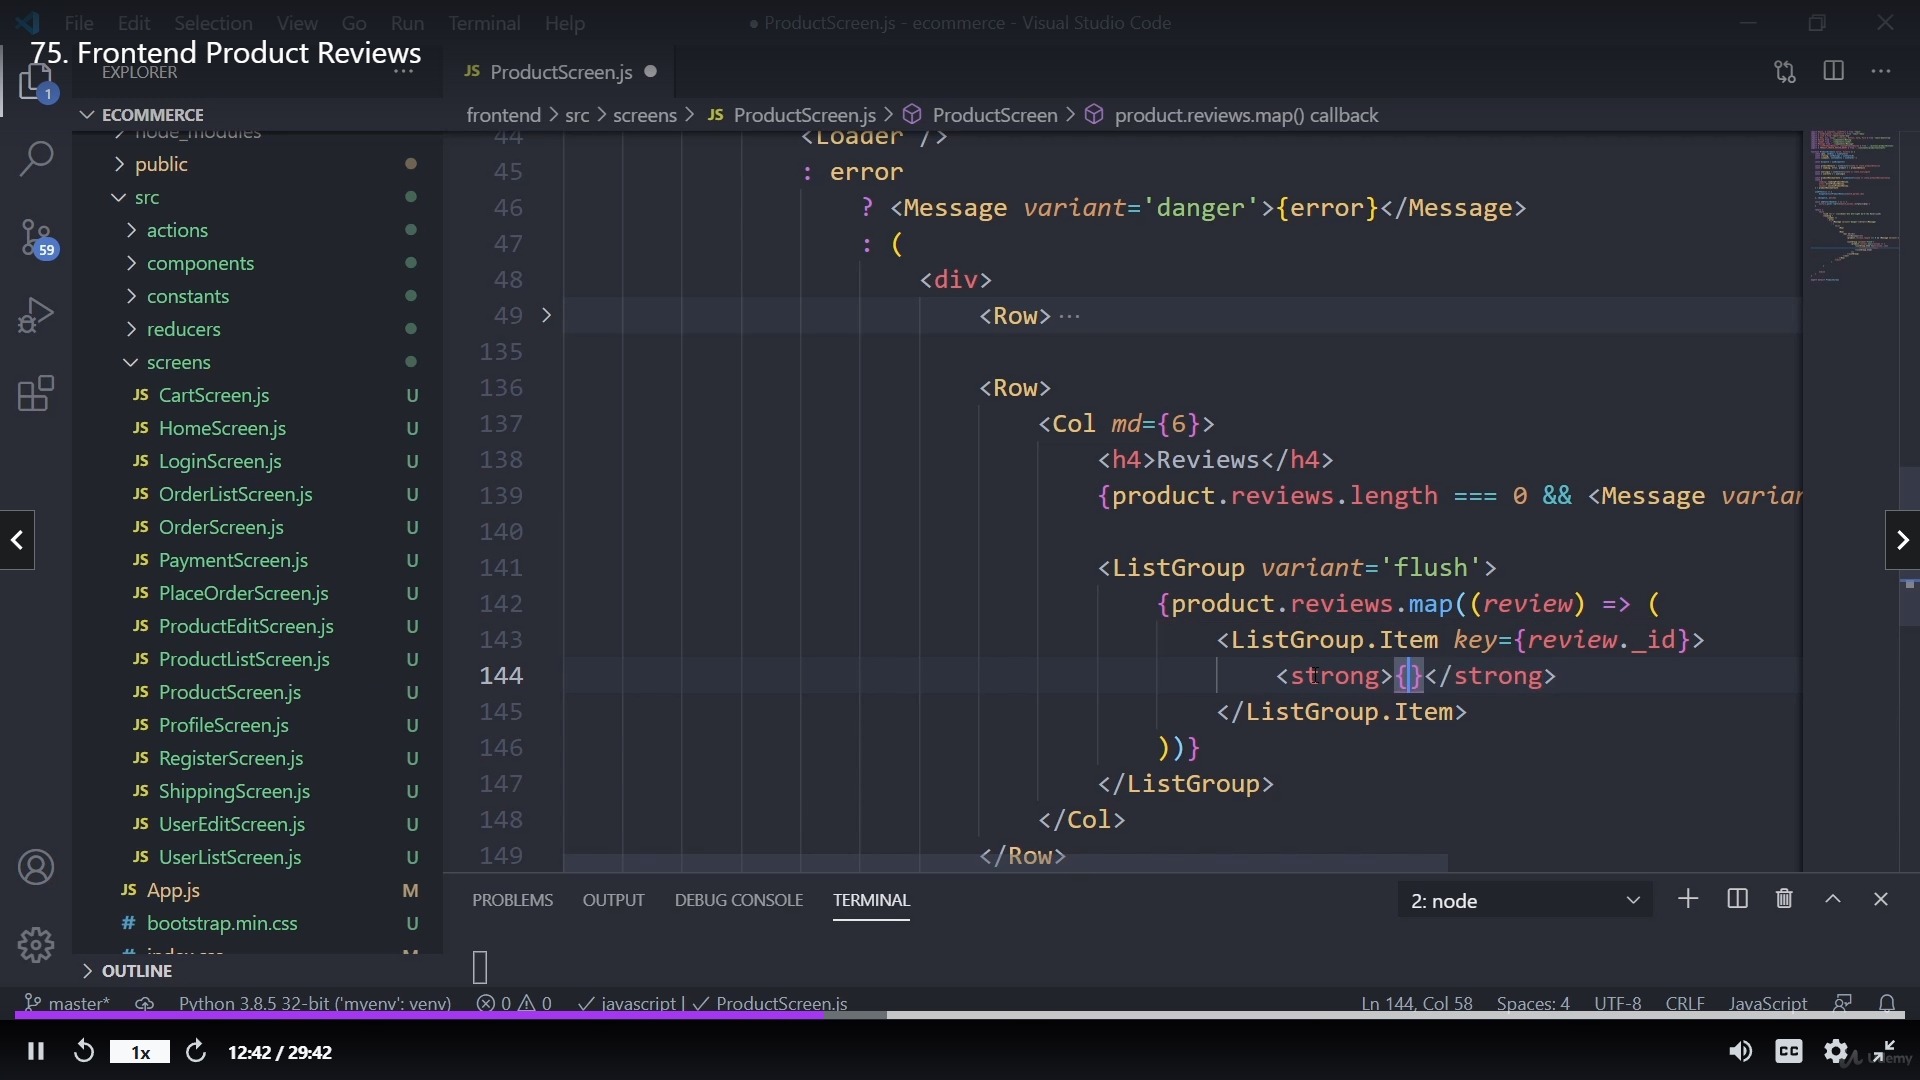 File Edit Selection View Go Run Terminal Help
● ProductScreen.js - ecommerce - Visual Studio Code
75. Frontend Product Reviews
EXPLORER
···
JS ProductScreen.js ●
1
ECOMMERCE
frontend > src > screens > JS ProductScreen.js > ProductScreen > product.reviews.map() callback
node_modules
public
src
actions
59
components
constants
reducers
screens
JS CartScreen.js U
JS HomeScreen.js U
JS LoginScreen.js U
JS OrderListScreen.js U
JS OrderScreen.js U
JS PaymentScreen.js U
JS PlaceOrderScreen.js U
JS ProductEditScreen.js U
JS ProductListScreen.js U
JS ProductScreen.js U
JS ProfileScreen.js U
JS RegisterScreen.js U
JS ShippingScreen.js U
JS UserEditScreen.js U
JS UserListScreen.js U
JS App.js M
# bootstrap.min.css U
# index.css M
OUTLINE
44 <Loader />
45 : error
46 ? <Message variant='danger'>{error}</Message>
47 : (
48 <div>
49 <Row>···
135
136 <Row>
137 <Col md={6}>
138 <h4>Reviews</h4>
139 {product.reviews.length === 0 && <Message varian
140
141 <ListGroup variant='flush'>
142 {product.reviews.map((review) => (
143 <ListGroup.Item key={review._id}>
144 <strong>{}</strong>
145 </ListGroup.Item>
146 ))}
147 </ListGroup>
148 </Col>
149 </Row>
PROBLEMS OUTPUT DEBUG CONSOLE TERMINAL
2: node
master* Python 3.8.5 32-bit ('myenv': venv) 0 0 javascript | ProductScreen.js
Ln 144, Col 58 Spaces: 4 UTF-8 CRLF JavaScript
1x 12:42 / 29:42
CC
Udemy